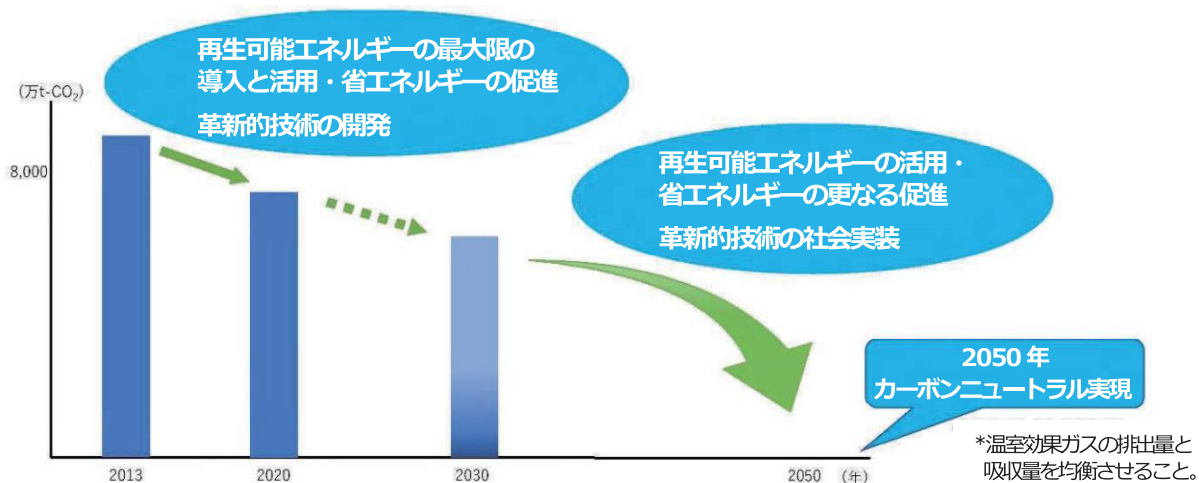 再生可能エネルギーの最大限の
導入と活用・省エネルギーの促進
革新的技術の開発
(万t-CO₂)
8,000
再生可能エネルギーの活用・
省エネルギーの更なる促進
革新的技術の社会実装
2050 年
カーボンニュートラル実現
*温室効果ガスの排出量と
吸収量を均衡させること。
2013
2020
2030
2050
(年)